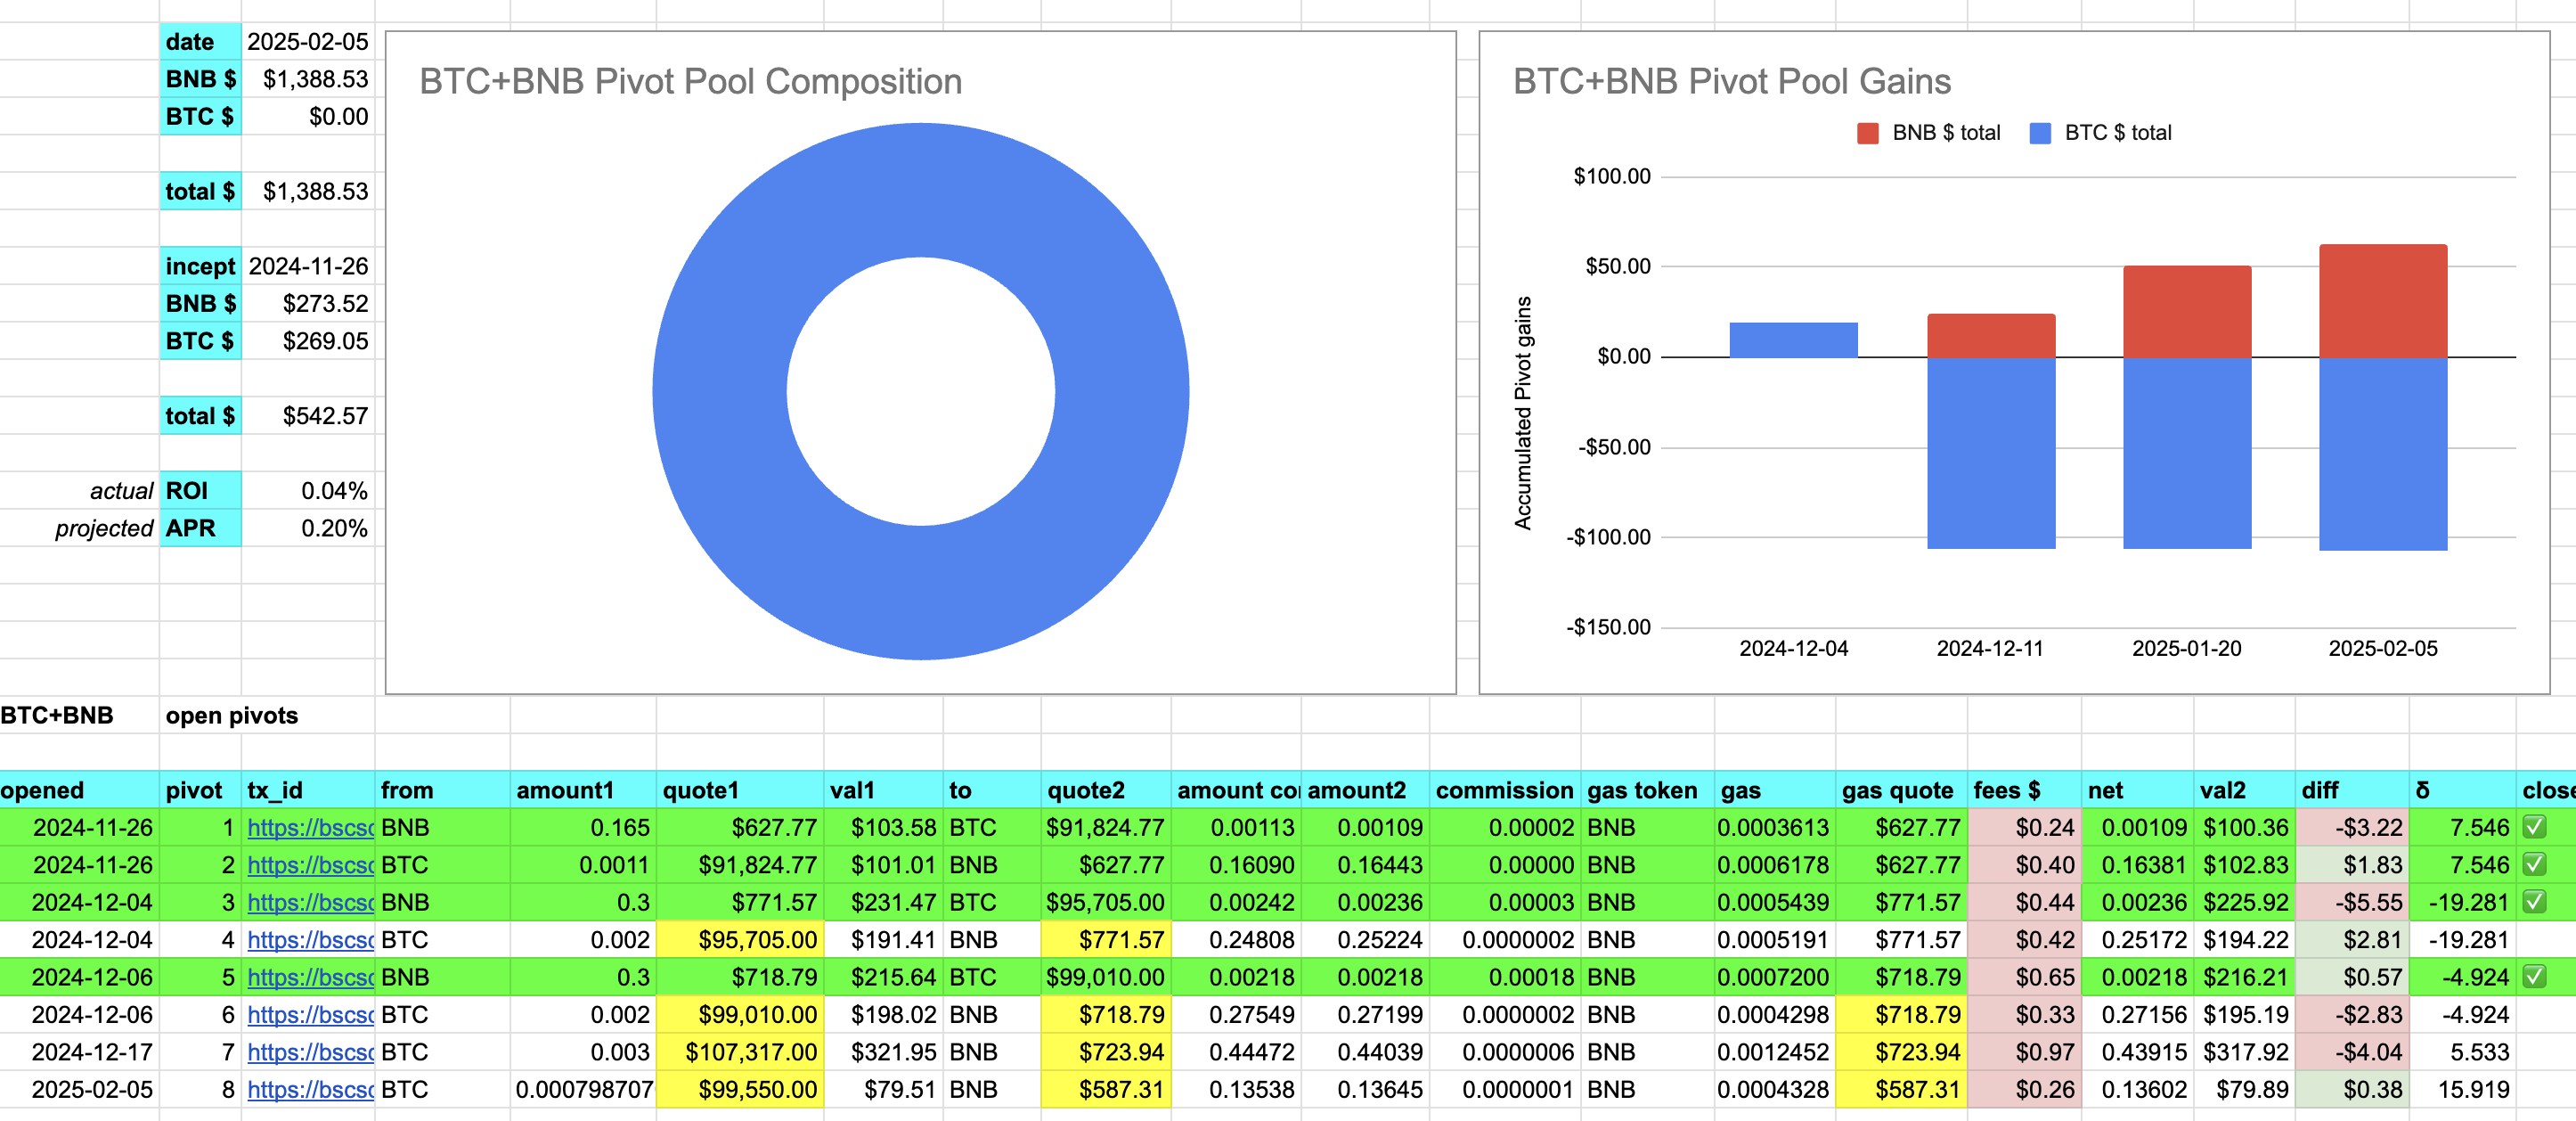 date 2025-02-05
BNB $ $1,388.53
BTC $ $0.00
total $ $1,388.53
incept 2024-11-26
BNB $ $273.52
BTC $ $269.05
total $ $542.57
actual ROI 0.04%
projected APR 0.20%
BTC+BNB Pivot Pool Composition
BTC+BNB Pivot Pool Gains
BNB $ total BTC $ total
Accumulated Pivot gains
$100.00
$50.00
$0.00
-$50.00
-$100.00
-$150.00
2024-12-04 2024-12-11 2025-01-20 2025-02-05
BTC+BNB open pivots
opened pivot tx_id from amount1 quote1 val1 to quote2 amount cor amount2 commission gas token gas gas quote fees $ net val2 diff δ close
2024-11-26 1 https://bscsc BNB 0.165 $627.77 $103.58 BTC $91,824.77 0.00113 0.00109 0.00002 BNB 0.0003613 $627.77 $0.24 0.00109 $100.36 -$3.22 7.546 ✅
2024-11-26 2 https://bscsc BTC 0.0011 $91,824.77 $101.01 BNB $627.77 0.16090 0.16443 0.00000 BNB 0.0006178 $627.77 $0.40 0.16381 $102.83 $1.83 7.546 ✅
2024-12-04 3 https://bscsc BNB 0.3 $771.57 $231.47 BTC $95,705.00 0.00242 0.00236 0.00003 BNB 0.0005439 $771.57 $0.44 0.00236 $225.92 -$5.55 -19.281 ✅
2024-12-04 4 https://bscsc BTC 0.002 $95,705.00 $191.41 BNB $771.57 0.24808 0.25224 0.0000002 BNB 0.0005191 $771.57 $0.42 0.25172 $194.22 $2.81 -19.281
2024-12-06 5 https://bscsc BNB 0.3 $718.79 $215.64 BTC $99,010.00 0.00218 0.00218 0.00018 BNB 0.0007200 $718.79 $0.65 0.00218 $216.21 $0.57 -4.924 ✅
2024-12-06 6 https://bscsc BTC 0.002 $99,010.00 $198.02 BNB $718.79 0.27549 0.27199 0.0000002 BNB 0.0004298 $718.79 $0.33 0.27156 $195.19 -$2.83 -4.924
2024-12-17 7 https://bscsc BTC 0.003 $107,317.00 $321.95 BNB $723.94 0.44472 0.44039 0.0000006 BNB 0.0012452 $723.94 $0.97 0.43915 $317.92 -$4.04 5.533
2025-02-05 8 https://bscsc BTC 0.000798707 $99,550.00 $79.51 BNB $587.31 0.13538 0.13645 0.0000001 BNB 0.0004328 $587.31 $0.26 0.13602 $79.89 $0.38 15.919